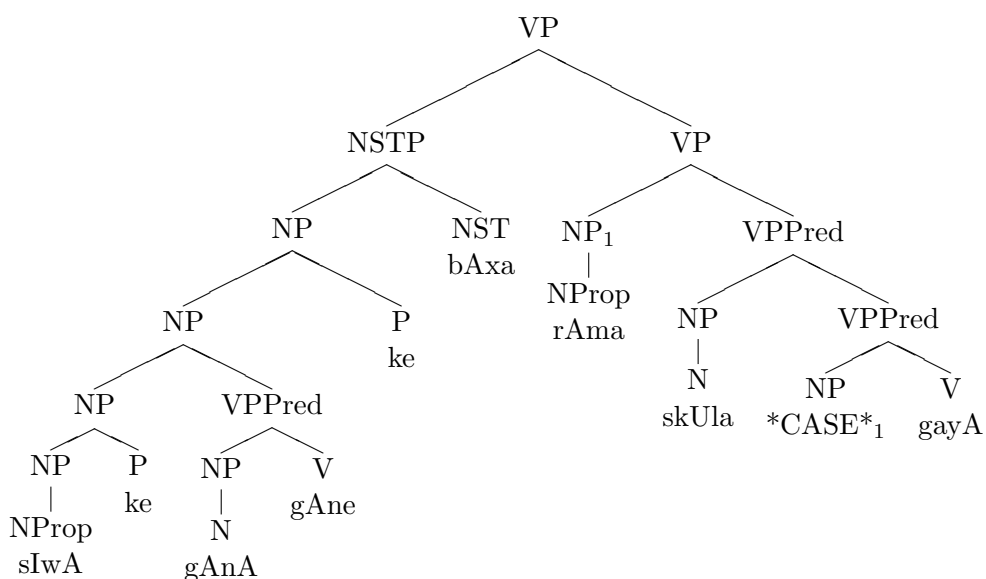 VP
NSTP VP
NP NST NP₁ VPPred
bAxa
NProp
NP P rAma NP VPPred
ke
NP VPPred N NP V
skUla *CASE*₁ gayA
NP P NP V
ke gAne
NProp N
sIwA gAnA